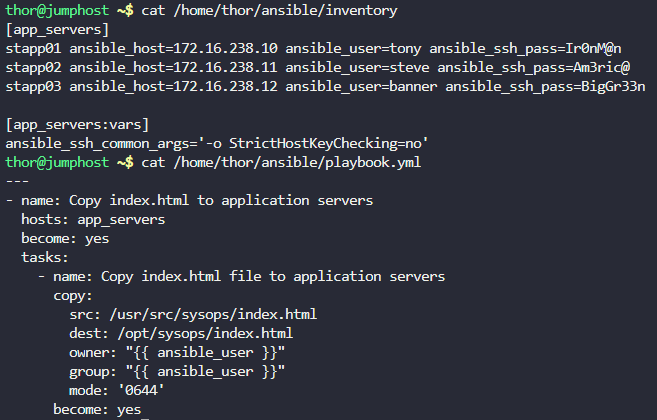 thor@jumphost ~$ cat /home/thor/ansible/inventory
[app_servers]
stapp01 ansible_host=172.16.238.10 ansible_user=tony ansible_ssh_pass=Ir0nM@n
stapp02 ansible_host=172.16.238.11 ansible_user=steve ansible_ssh_pass=Am3ric@
stapp03 ansible_host=172.16.238.12 ansible_user=banner ansible_ssh_pass=BigGr33n

[app_servers:vars]
ansible_ssh_common_args='-o StrictHostKeyChecking=no'
thor@jumphost ~$ cat /home/thor/ansible/playbook.yml
---
- name: Copy index.html to application servers
  hosts: app_servers
  become: yes
  tasks:
    - name: Copy index.html file to application servers
      copy:
        src: /usr/src/sysops/index.html
        dest: /opt/sysops/index.html
        owner: "{{ ansible_user }}"
        group: "{{ ansible_user }}"
        mode: '0644'
      become: yes